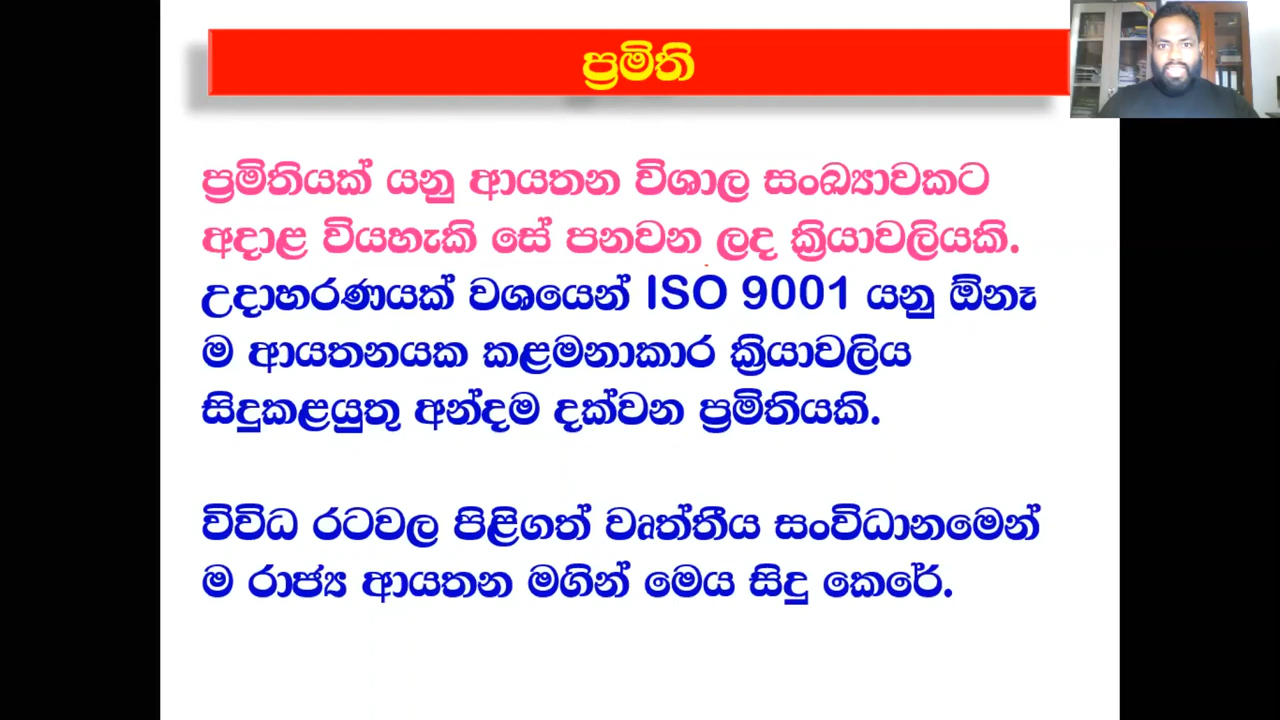 ප්‍රමිති
ප්‍රමිතියක් යනු ආයතන විශාල සංඛ්‍යාවකට
අදාළ වියහැකි සේ පනවන ලද ක්‍රියාවලියකි.
උදාහරණයක් වශයෙන් ISO 9001 යනු ඕනෑ
ම ආයතනයක කළමනාකාර ක්‍රියාවලිය
සිදුකළයුතු අන්දම දක්වන ප්‍රමිතියකි.
විවිධ රටවල පිළිගත් වෘත්තීය සංවිධානමෙන්
ම රාජ්‍ය ආයතන මගින් මෙය සිදු කෙරේ.